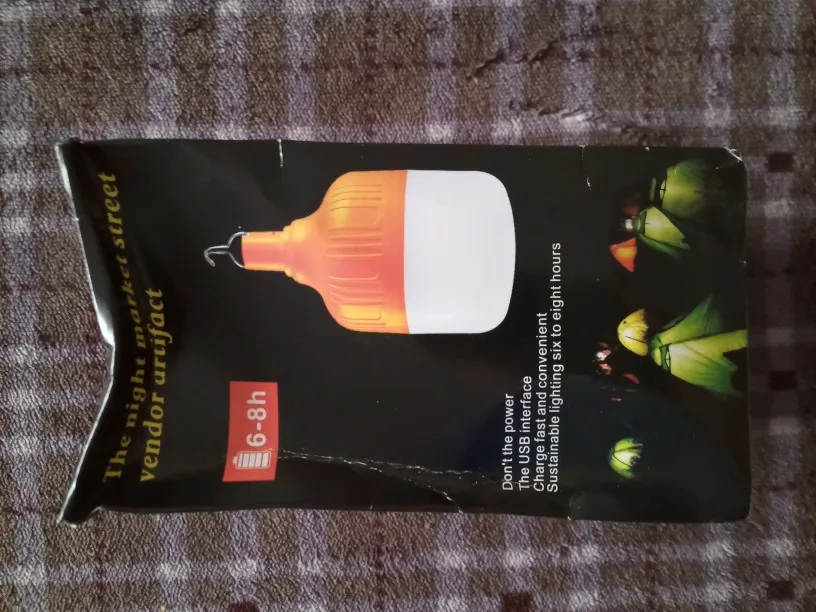 The night market street
vendor artifact
6-8h
Don't the power
The USB interface
Charge fast and convenient
Sustainable lighting six to eight hours